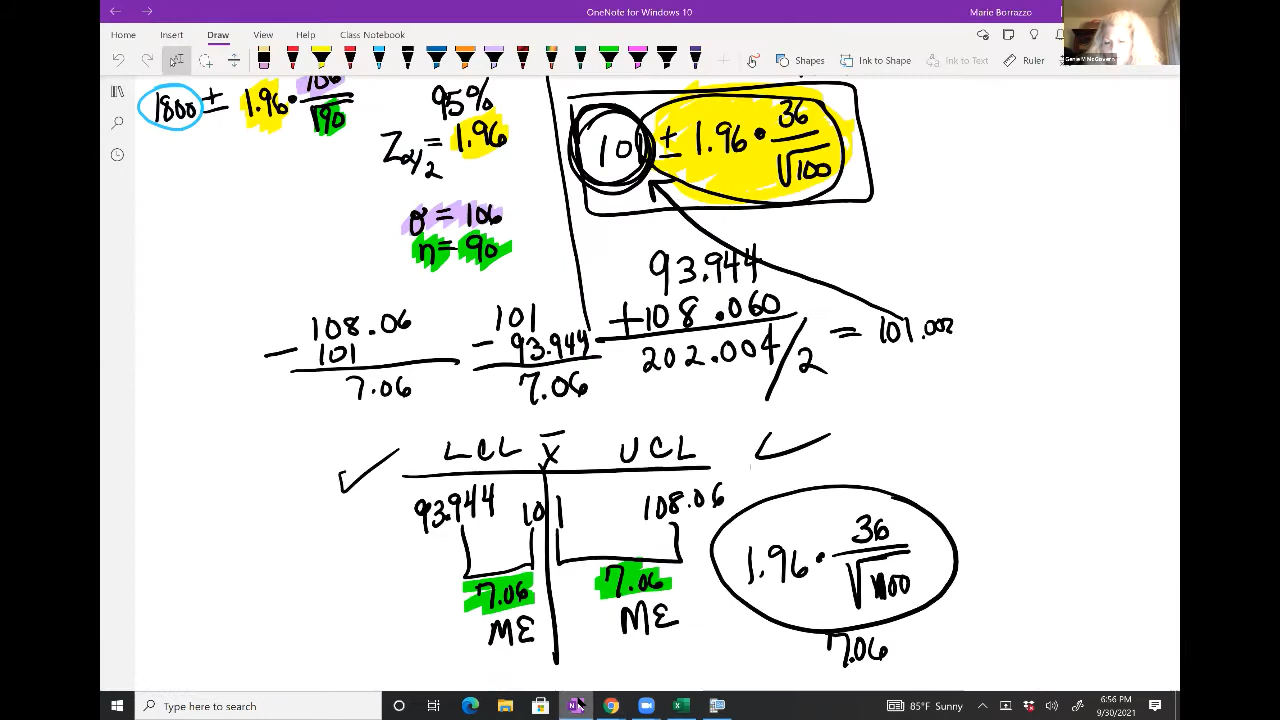 OneNote for Windows 10
Marie Borrazzo
Home Insert Draw View Help Class Notebook
Shapes Ink to Shape Ink to Text Ruler
Genie M McGovern
1800 ± 1.96 · 106/√90
95%
Zα/2 = 1.96
σ = 106
n = 90
101 ± 1.96 · 36/√100
93.944
+108.060
202.004/2 = 101.002
108.06
- 101
7.06
101
- 93.944
7.06
LCL x̄ UCL
93.944 101 108.06
7.06 7.06
ME ME
1.96 · 36/√100
7.06
Type here to search
85°F Sunny
6:56 PM
9/30/2021